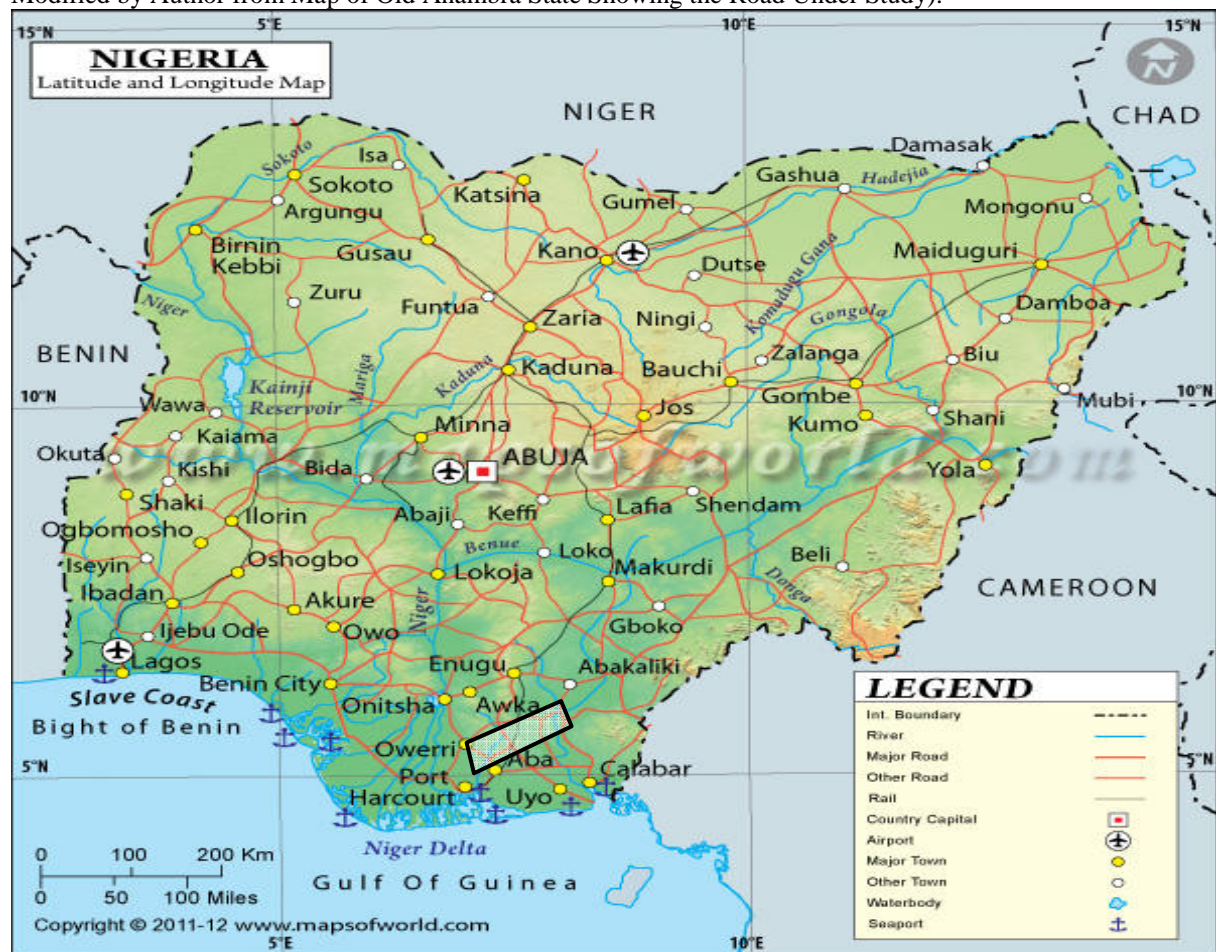 Modified by Author from Map of Old Anambra State Showing the Road Under Study).
15°N
5°E
10°E
15°N
NIGERIA
Latitude and Longitude Map
N
NIGER
CHAD
Damasak
Isa
Sokoto
Sokoto
Gashua
Hadejia
Katsina
Argungu
Gumel
Mongonu
Birnin
Kebbi
Gusau
Kano
Maiduguri
Dutse
Komadugu Gana
Niger
Zuru
Funtua
Damboa
Zaria
Ningi
Gongola
BENIN
Mariga
Kaduna
Kaduna
Zalanga
Biu
Bauchi
Kainji
Reservoir
Gombe
10°N
Mubi
Wawa
Jos
Shani
Kaiama
Minna
Kumo
www.mapsofworld.com
Okuta
Kishi
Bida
ABUJA
Yola
Shaki
Keffi
Shendam
Ilorin
Abaji
Lafia
Ogbomosho
Benue
Loko
Beli
Iseyin
Oshogbo
Lokoja
Makurdi
Donga
CAMEROON
Ibadan
Akure
Niger
Owo
Gboko
Ijebu Ode
Lagos
Enugu
Abakaliki
Benin City
Slave Coast
Onitsha
Awka
Bight of Benin
Owerri
Aba
Calabar
5°N
Port
Harcourt
Uyo
Niger Delta
Gulf Of Guinea
0 100 200 Km
0 50 100 Miles
Copyright © 2011-12 www.mapsofworld.com
5°E
10°E
LEGEND
Int. Boundary
River
Major Road
Other Road
Rail
Country Capital
Airport
Major Town
Other Town
Waterbody
Seaport